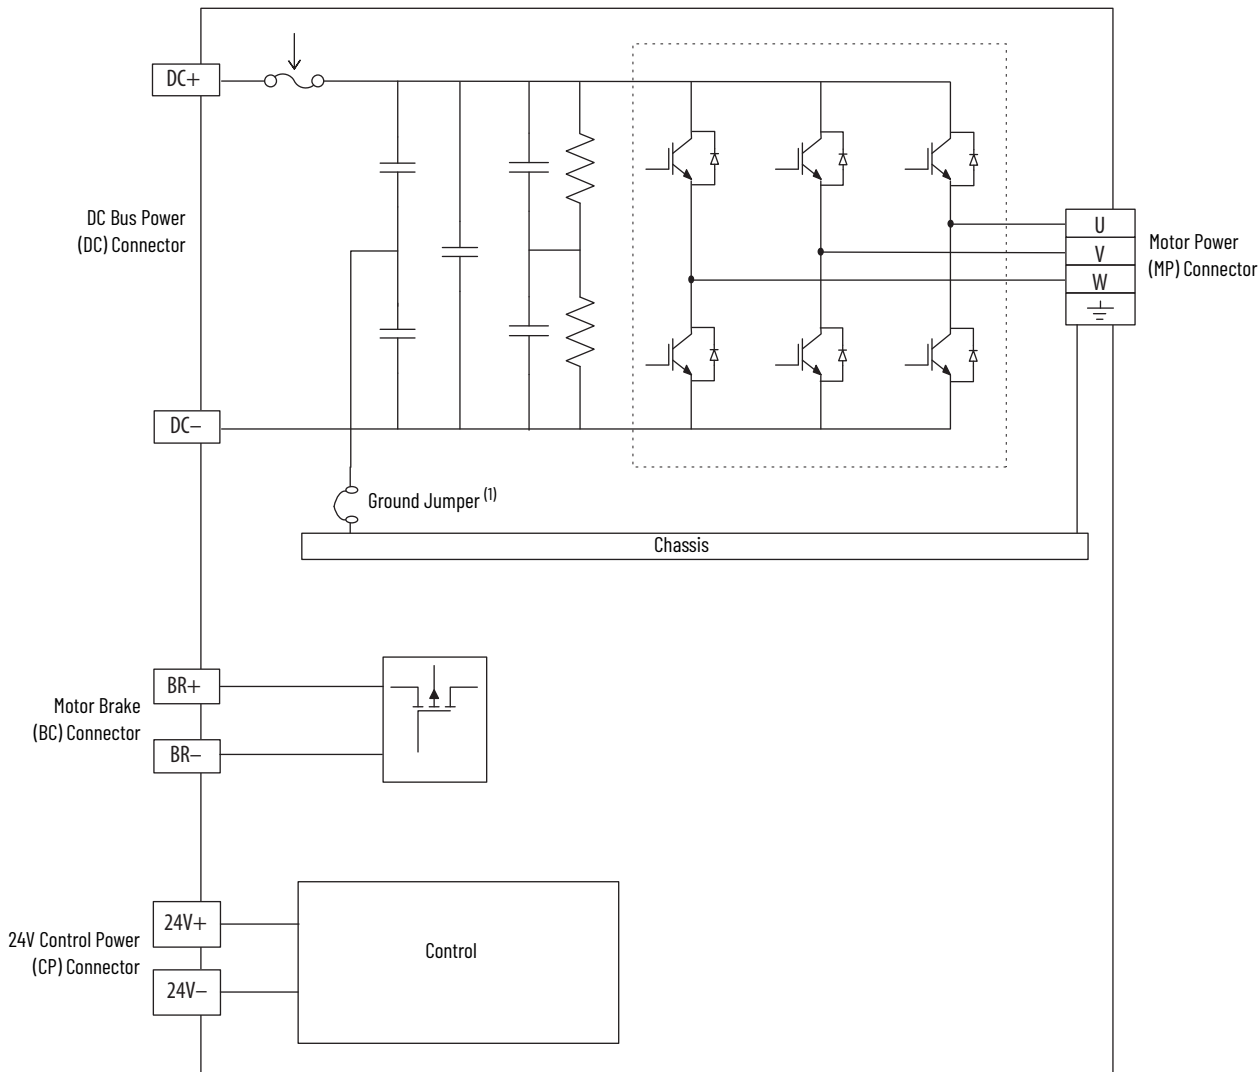 DC+
DC Bus Power
(DC) Connector
U
V
W
Motor Power
(MP) Connector
DC–
Ground Jumper (1)
Chassis
BR+
Motor Brake
(BC) Connector
BR–
24V+
24V Control Power
(CP) Connector
24V–
Control